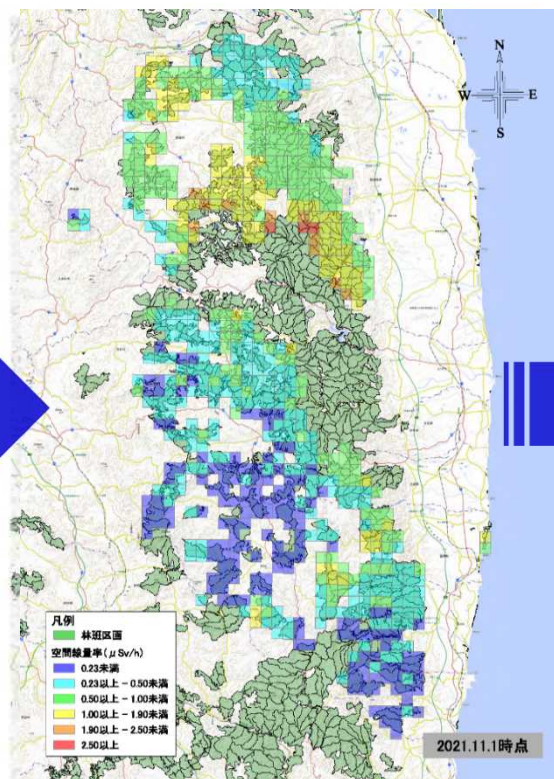 N
W E
S
凡例
林班区画
空間線量率(μSv/h)
0.23未満
0.23以上-0.50未満
0.50以上-1.00未満
1.00以上-1.90未満
1.90以上-2.50未満
2.50以上
2021.11.1時点